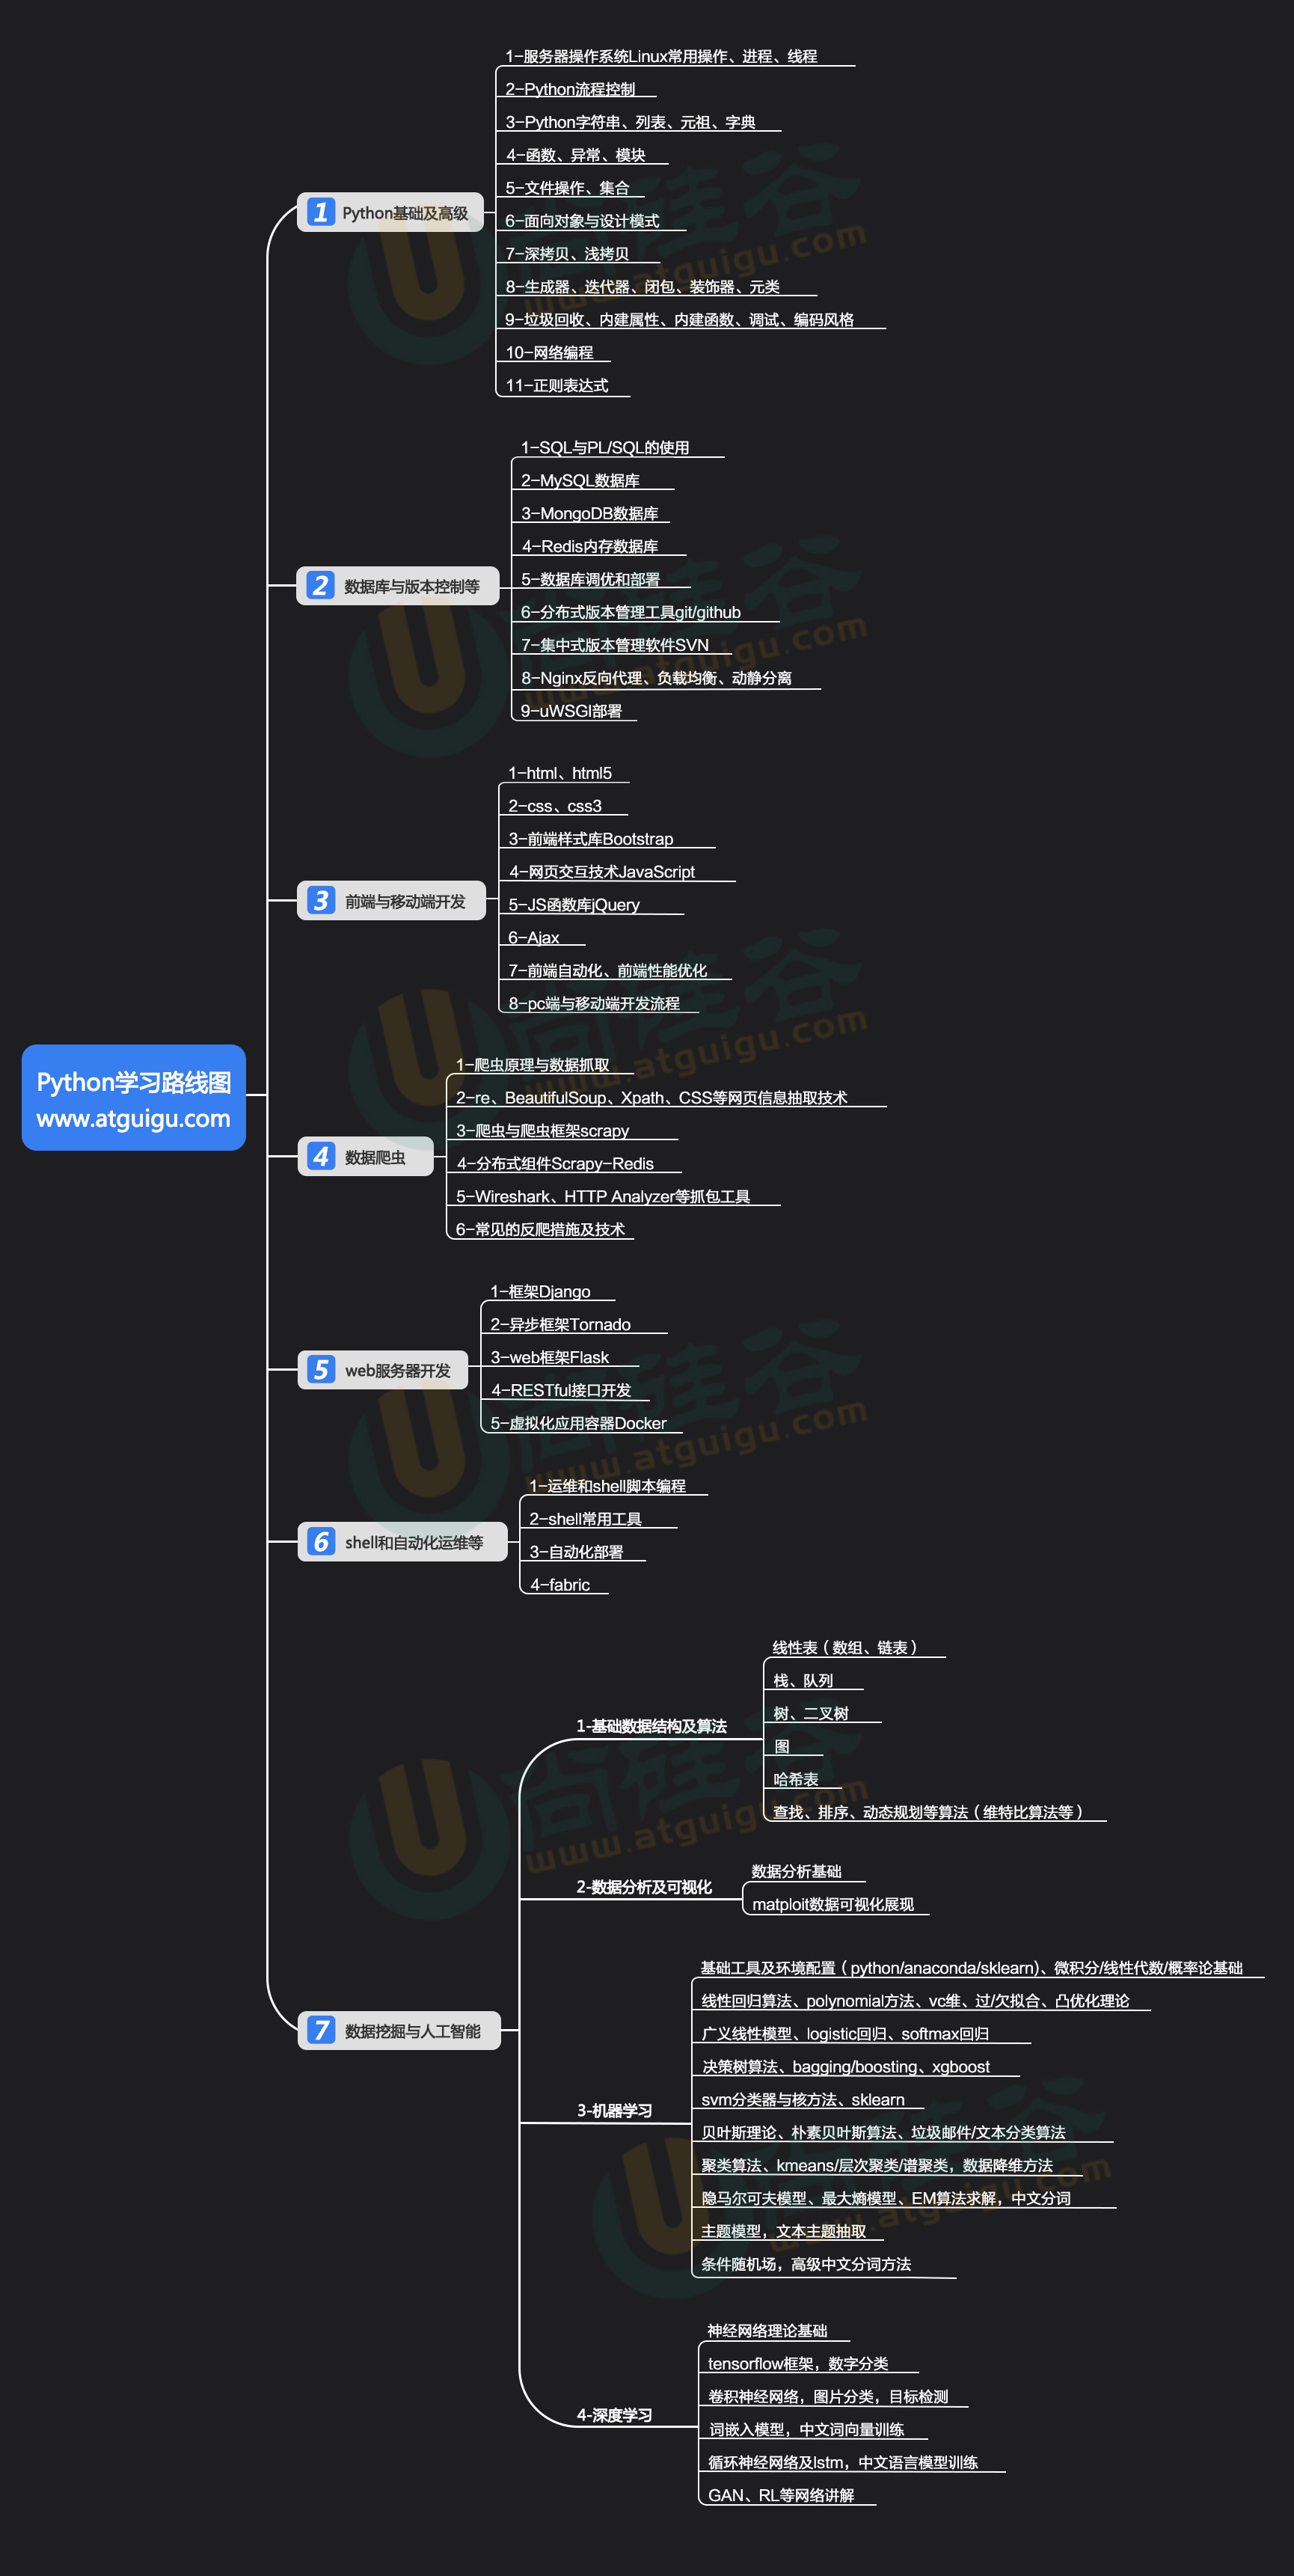 Python学习路线图
www.atguigu.com
1 Python基础及高级
1-服务器操作系统Linux常用操作、进程、线程
2-Python流程控制
3-Python字符串、列表、元祖、字典
4-函数、异常、模块
5-文件操作、集合
6-面向对象与设计模式
7-深拷贝、浅拷贝
8-生成器、迭代器、闭包、装饰器、元类
9-垃圾回收、内建属性、内建函数、调试、编码风格
10-网络编程
11-正则表达式
2 数据库与版本控制等
1-SQL与PL/SQL的使用
2-MySQL数据库
3-MongoDB数据库
4-Redis内存数据库
5-数据库调优和部署
6-分布式版本管理工具git/github
7-集中式版本管理软件SVN
8-Nginx反向代理、负载均衡、动静分离
9-uWSGI部署
3 前端与移动端开发
1-html、html5
2-css、css3
3-前端样式库Bootstrap
4-网页交互技术JavaScript
5-JS函数库jQuery
6-Ajax
7-前端自动化、前端性能优化
8-pc端与移动端开发流程
4 数据爬虫
1-爬虫原理与数据抓取
2-re、BeautifulSoup、Xpath、CSS等网页信息抽取技术
3-爬虫与爬虫框架scrapy
4-分布式组件Scrapy-Redis
5-Wireshark、HTTP Analyzer等抓包工具
6-常见的反爬措施及技术
5 web服务器开发
1-框架Django
2-异步框架Tornado
3-web框架Flask
4-RESTful接口开发
5-虚拟化应用容器Docker
6 shell和自动化运维等
1-运维和shell脚本编程
2-shell常用工具
3-自动化部署
4-fabric
7 数据挖掘与人工智能
1-基础数据结构及算法
线性表（数组、链表）
栈、队列
树、二叉树
图
哈希表
查找、排序、动态规划等算法（维特比算法等）
2-数据分析及可视化
数据分析基础
matploit数据可视化展现
3-机器学习
基础工具及环境配置（python/anaconda/sklearn)、微积分/线性代数/概率论基础
线性回归算法、polynomial方法、vc维、过/欠拟合、凸优化理论
广义线性模型、logistic回归、softmax回归
决策树算法、bagging/boosting、xgboost
svm分类器与核方法、sklearn
贝叶斯理论、朴素贝叶斯算法、垃圾邮件/文本分类算法
聚类算法、kmeans/层次聚类/谱聚类，数据降维方法
隐马尔可夫模型、最大熵模型、EM算法求解，中文分词
主题模型，文本主题抽取
条件随机场，高级中文分词方法
4-深度学习
神经网络理论基础
tensorflow框架，数字分类
卷积神经网络，图片分类，目标检测
词嵌入模型，中文词向量训练
循环神经网络及lstm，中文语言模型训练
GAN、RL等网络讲解
尚硅谷
www.atguigu.com
尚硅谷
www.atguigu.com
尚硅谷
www.atguigu.com
尚硅谷
www.atguigu.com
尚硅谷
www.atguigu.com
尚硅谷
www.atguigu.com